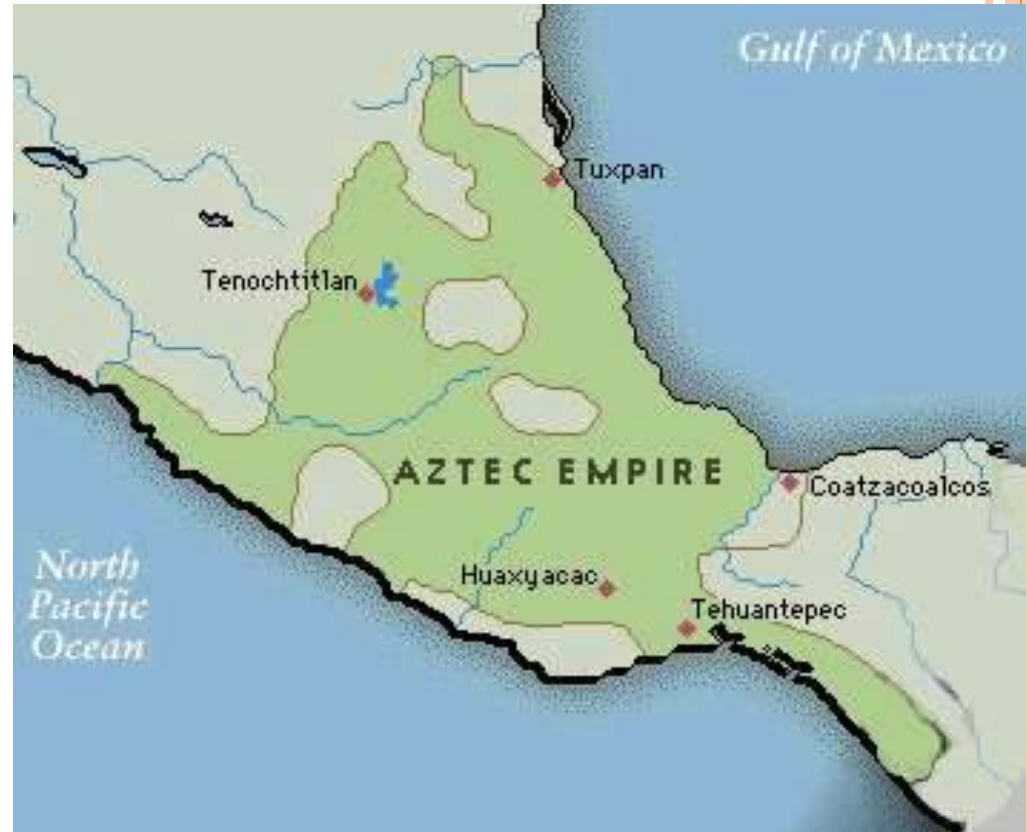 Gulf of Mexico
Tuxpan
Tenochtitlan
AZTEC EMPIRE
Coatzacoalcos
North
Pacific
Ocean
Huaxyacac
Tehuantepec